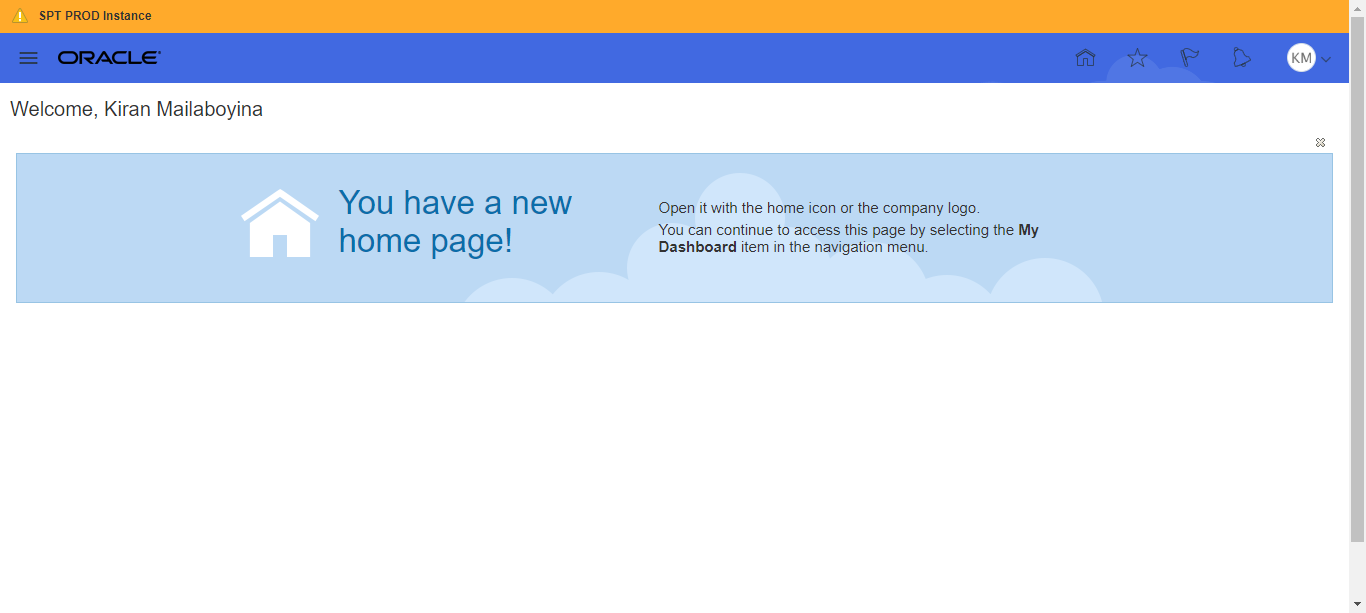 SPT PROD Instance
ORACLE
KM
Welcome, Kiran Mailaboyina
You have a new
home page!
Open it with the home icon or the company logo.
You can continue to access this page by selecting the My
Dashboard item in the navigation menu.